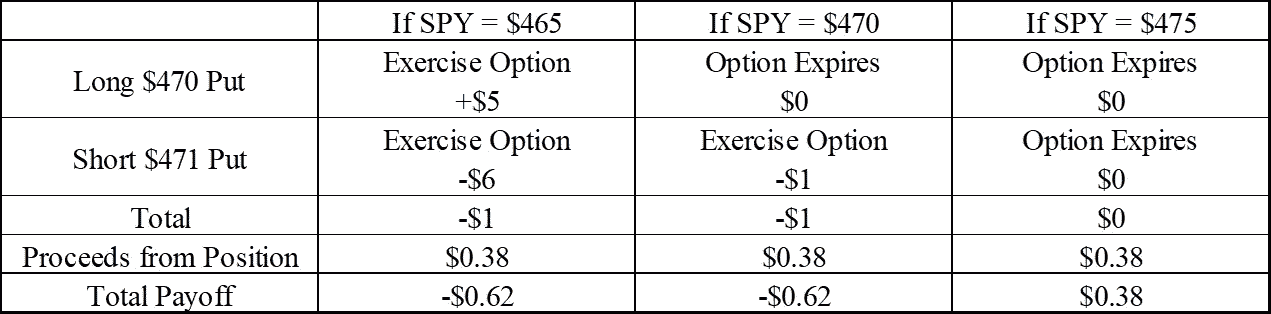 If SPY = $465 If SPY = $470 If SPY = $475
Long $470 Put
Exercise Option Option Expires Option Expires
+$5 $0 $0
Short $471 Put
Exercise Option Exercise Option Option Expires
-$6 -$1 $0
Total -$1 -$1 $0
Proceeds from Position $0.38 $0.38 $0.38
Total Payoff -$0.62 -$0.62 $0.38